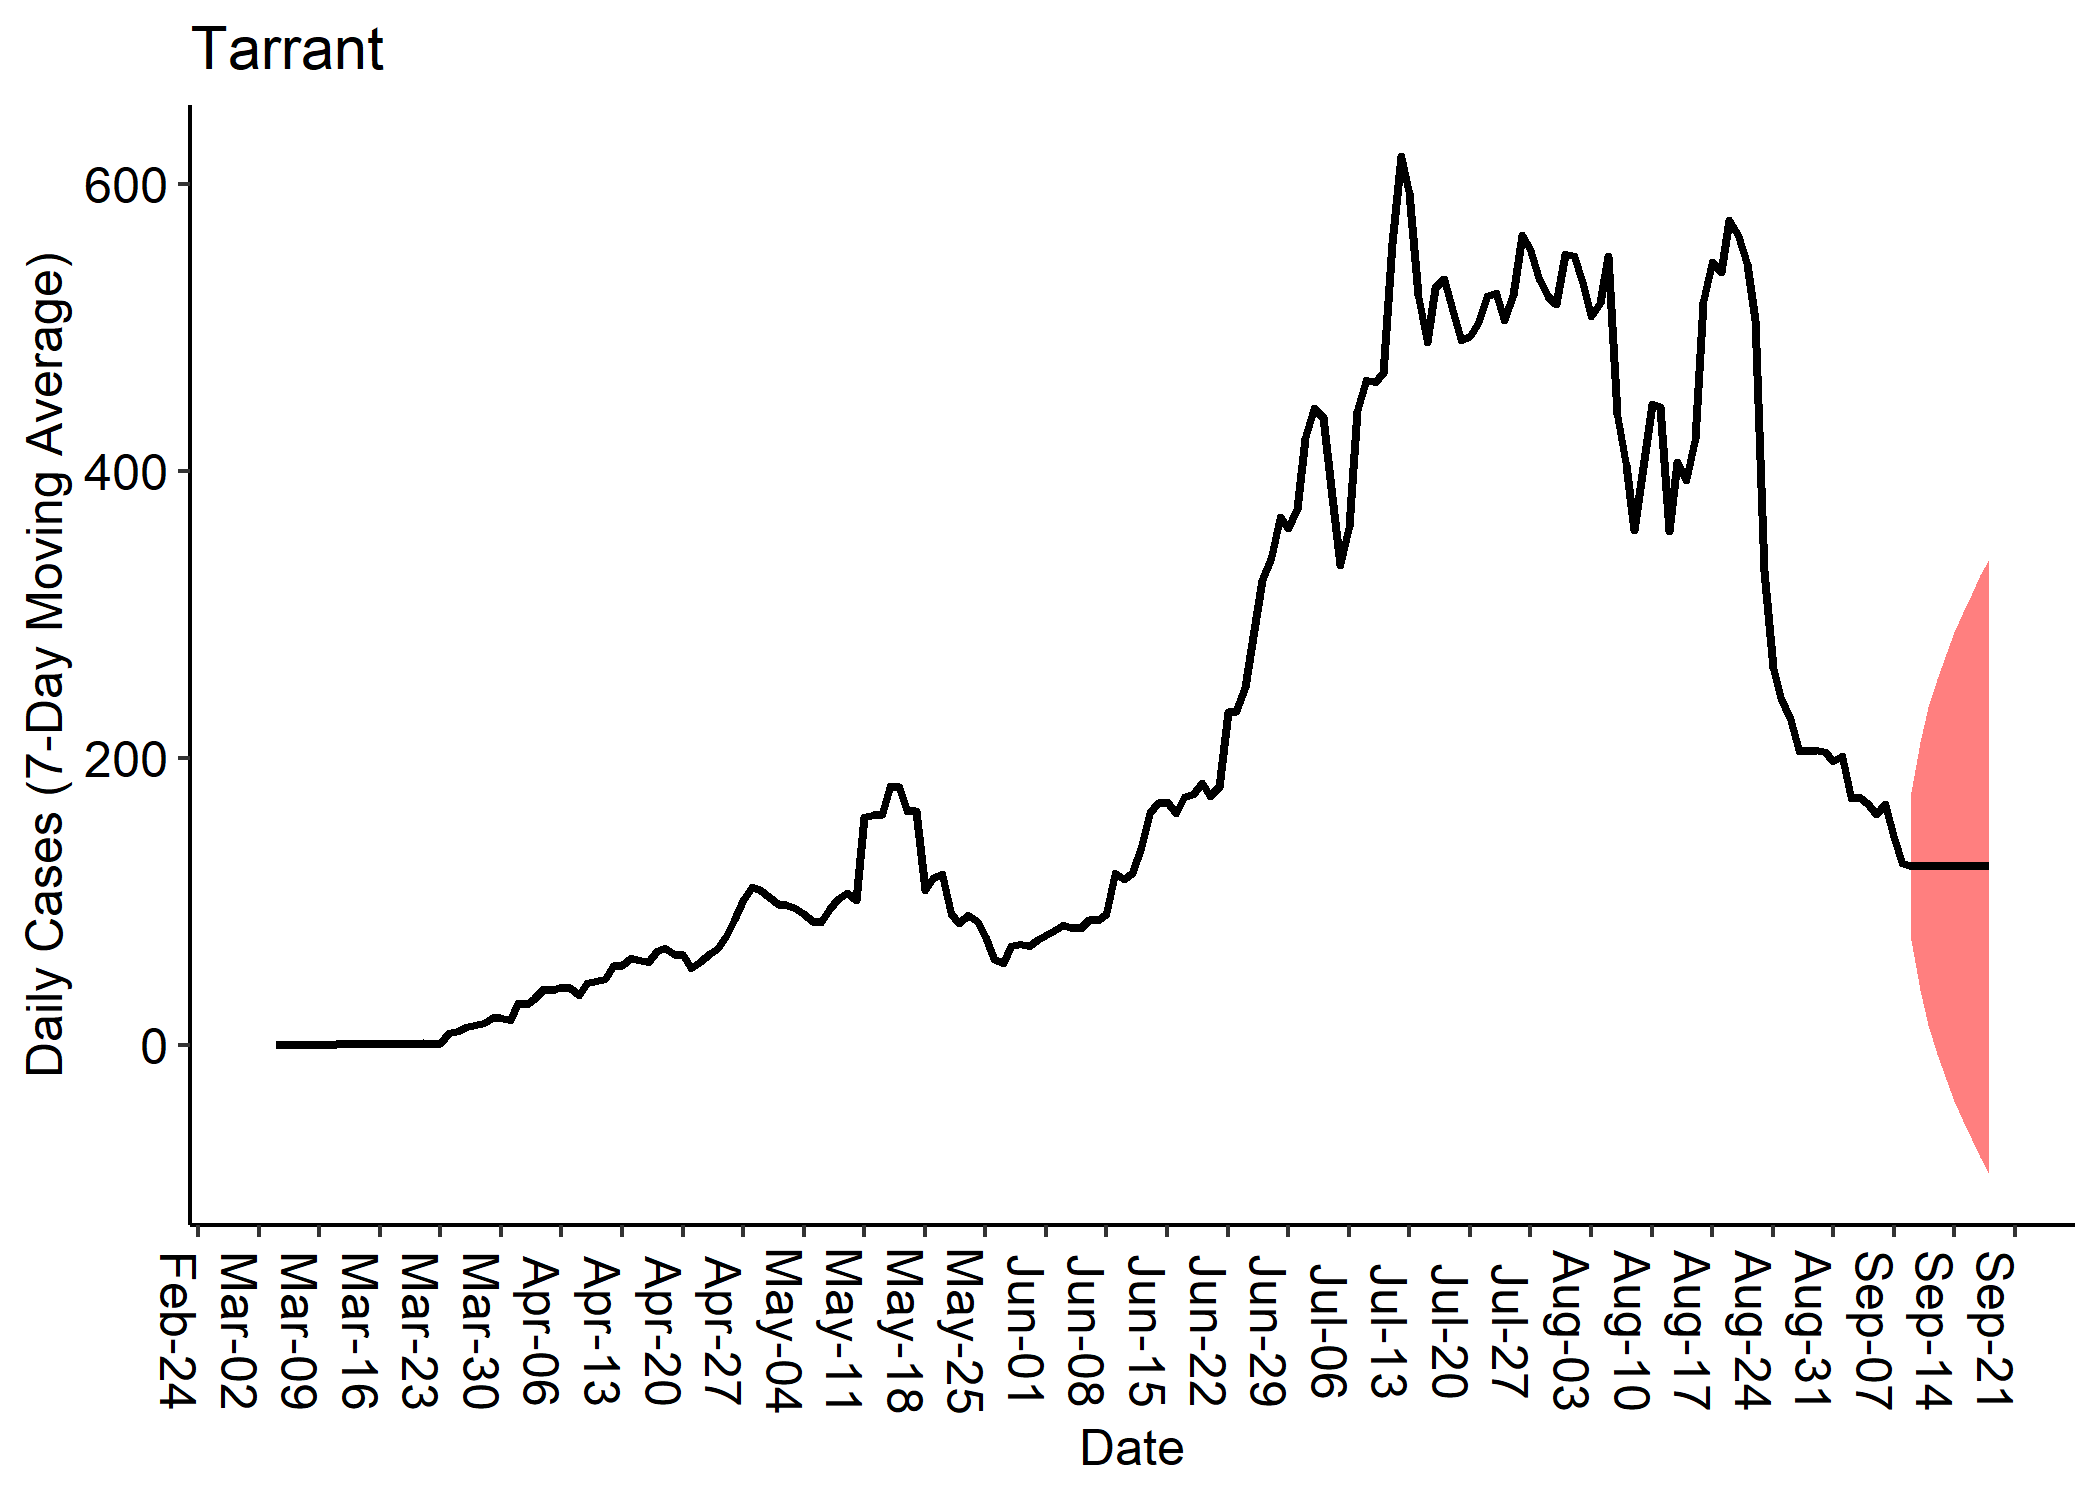 Tarrant
Daily Cases (7-Day Moving Average)
600
400
200
0
Feb-24
Mar-02
Mar-09
Mar-16
Mar-23
Mar-30
Apr-06
Apr-13
Apr-20
Apr-27
May-04
May-11
May-18
May-25
Jun-01
Jun-08
Jun-15
Jun-22
Jun-29
Jul-06
Jul-13
Jul-20
Jul-27
Aug-03
Aug-10
Aug-17
Aug-24
Aug-31
Sep-07
Sep-14
Sep-21
Date